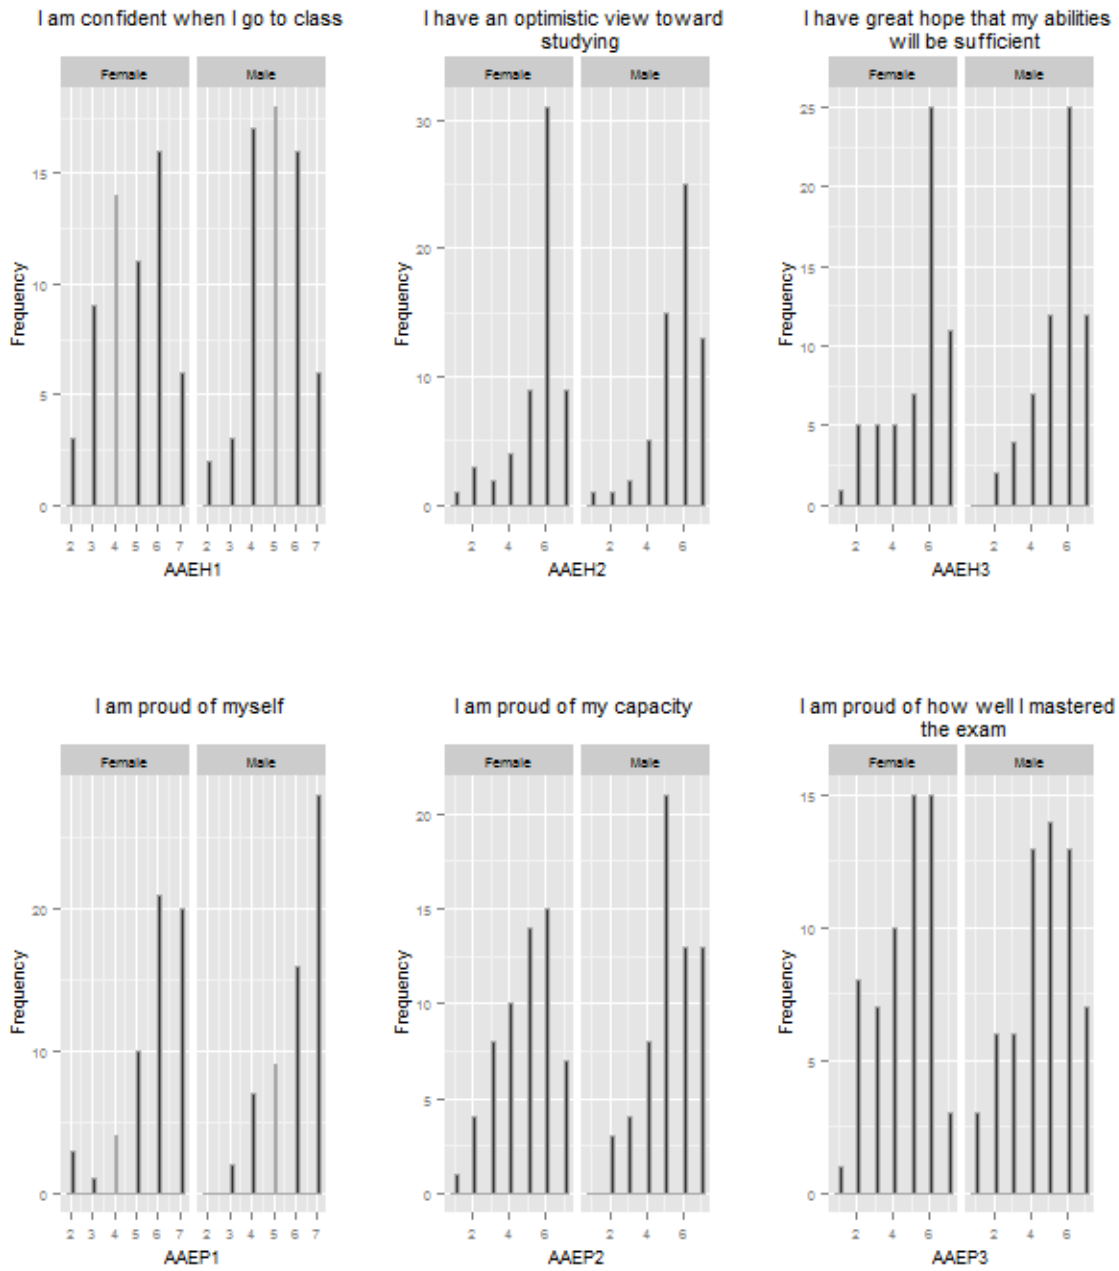 I am confident when I go to class
Female Male
15
10
5
0
Frequency
2 3 4 5 6 7 2 3 4 5 6 7
AAEH1
I have an optimistic view toward
studying
Female Male
30
20
10
0
Frequency
2 4 6 2 4 6
AAEH2
I have great hope that my abilities
will be sufficient
Female Male
25
20
15
10
5
0
Frequency
2 4 6 2 4 6
AAEH3
I am proud of myself
Female Male
20
10
0
Frequency
2 3 4 5 6 7 2 3 4 5 6 7
AAEP1
I am proud of my capacity
Female Male
20
15
10
5
0
Frequency
2 4 6 2 4 6
AAEP2
I am proud of how well I mastered
the exam
Female Male
15
10
5
0
Frequency
2 4 6 2 4 6
AAEP3